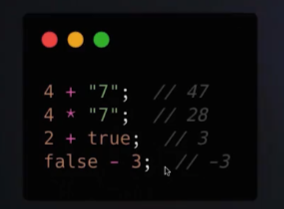 4 + "7"; // 47
4 * "7"; // 28
2 + true; // 3
false - 3; // -3